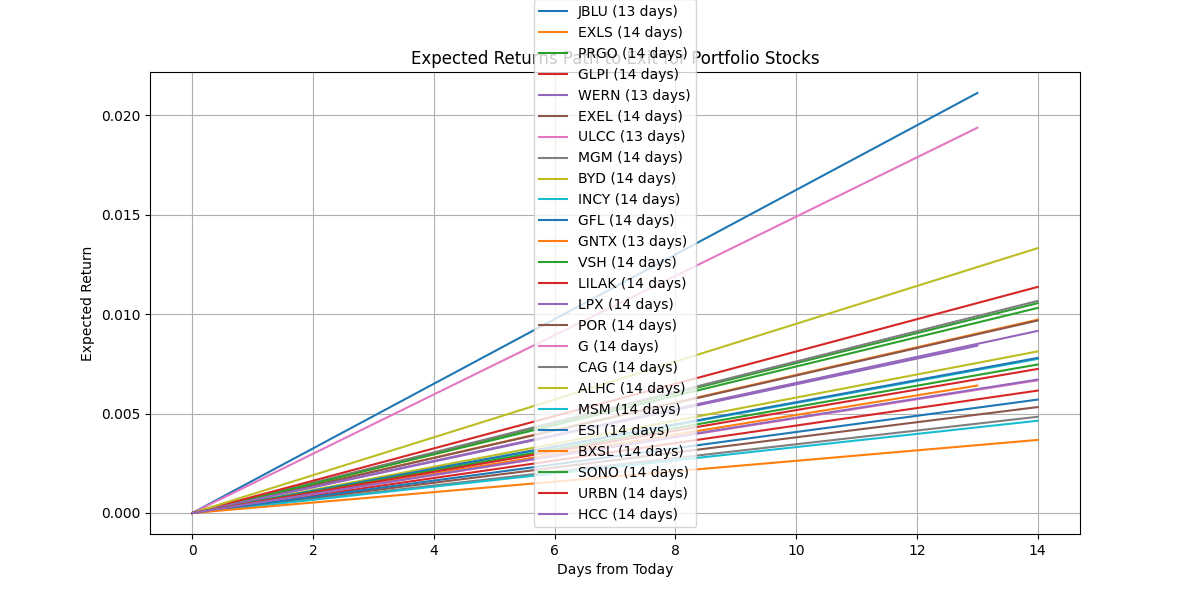 Expected Returns Path to Exit for Portfolio Stocks
JBLU (13 days)
EXLS (14 days)
PRGO (14 days)
GLPI (14 days)
WERN (13 days)
EXEL (14 days)
ULCC (13 days)
MGM (14 days)
BYD (14 days)
INCY (14 days)
GFL (14 days)
GNTX (13 days)
VSH (14 days)
LILAK (14 days)
LPX (14 days)
POR (14 days)
G (14 days)
CAG (14 days)
ALHC (14 days)
MSM (14 days)
ESI (14 days)
BXSL (14 days)
SONO (14 days)
URBN (14 days)
HCC (14 days)
Expected Return
0.020
0.015
0.010
0.005
0.000
0 2 4 6 8 10 12 14
Days from Today